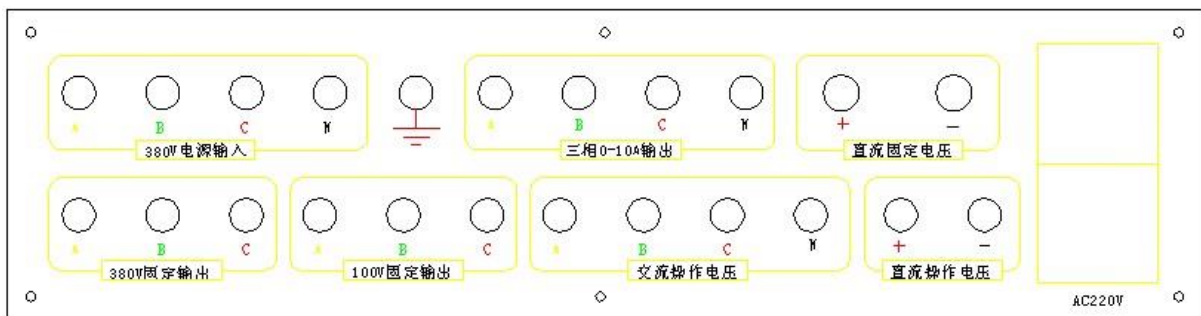 A B C N A B C N + −
380V电源输入 三相0-10A输出 直流固定电压
A B C A B C A B C N + −
380V固定输出 100V固定输出 交流操作电压 直流操作电压
AC220V